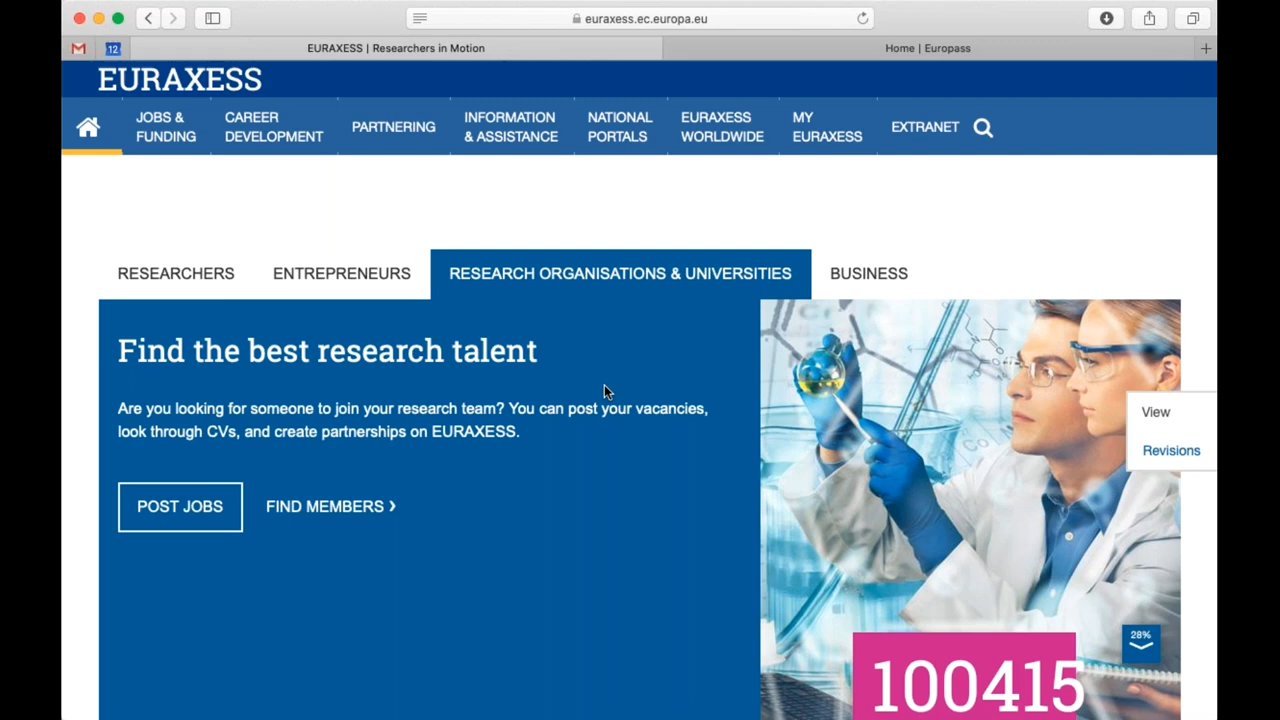 euraxess.ec.europa.eu
12
EURAXESS | Researchers in Motion
Home | Europass
EURAXESS
JOBS & FUNDING
CAREER DEVELOPMENT
PARTNERING
INFORMATION & ASSISTANCE
NATIONAL PORTALS
EURAXESS WORLDWIDE
MY EURAXESS
EXTRANET
RESEARCHERS
ENTREPRENEURS
RESEARCH ORGANISATIONS & UNIVERSITIES
BUSINESS
Find the best research talent
Are you looking for someone to join your research team? You can post your vacancies,
look through CVs, and create partnerships on EURAXESS.
POST JOBS
FIND MEMBERS ›
View
Revisions
28%
100415